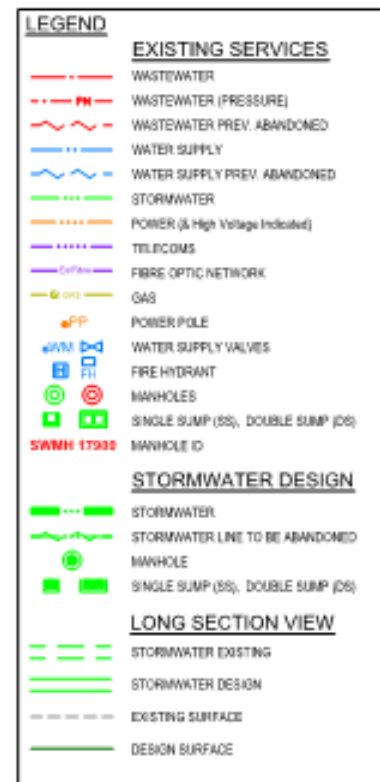 LEGEND
EXISTING SERVICES
WASTEWATER
PM WASTEWATER (PRESSURE)
WASTEWATER PREV. ABANDONED
WATER SUPPLY
WATER SUPPLY PREV. ABANDONED
STORMWATER
POWER (& High Voltage Indicated)
TELECOMS
FIBRE OPTIC NETWORK
GAS GAS
PP POWER POLE
WM WATER SUPPLY VALVES
H FH FIRE HYDRANT
MANHOLES
SINGLE SUMP (SS), DOUBLE SUMP (DS)
SWMH 17900 MANHOLE ID
STORMWATER DESIGN
STORMWATER
STORMWATER LINE TO BE ABANDONED
MANHOLE
SINGLE SUMP (SS), DOUBLE SUMP (DS)
LONG SECTION VIEW
STORMWATER EXISTING
STORMWATER DESIGN
EXISTING SURFACE
DESIGN SURFACE